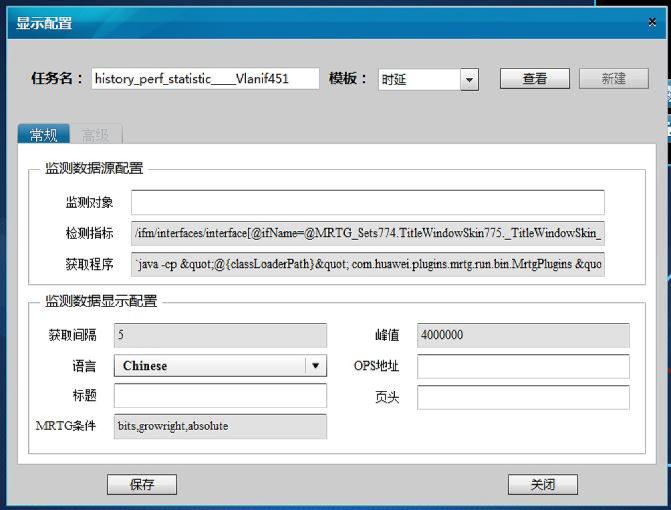 显示配置
任务名： history_perf_statistic____Vlanif451 模板： 时延 查看 新建
常规 高级
监测数据源配置
监测对象
检测指标 /ifm/interfaces/interface[@ifName=@MRTG_Sets774.TitleWindowSkin775._TitleWindowSkin_
获取程序 `java -cp &quot;@{classLoaderPath}&quot; com.huawei.plugins.mrtg.run.bin.MrtgPlugins &quo
监测数据显示配置
获取间隔 5 峰值 4000000
语言 Chinese OPS地址
标题 页头
MRTG条件 bits,growright,absolute
保存 关闭